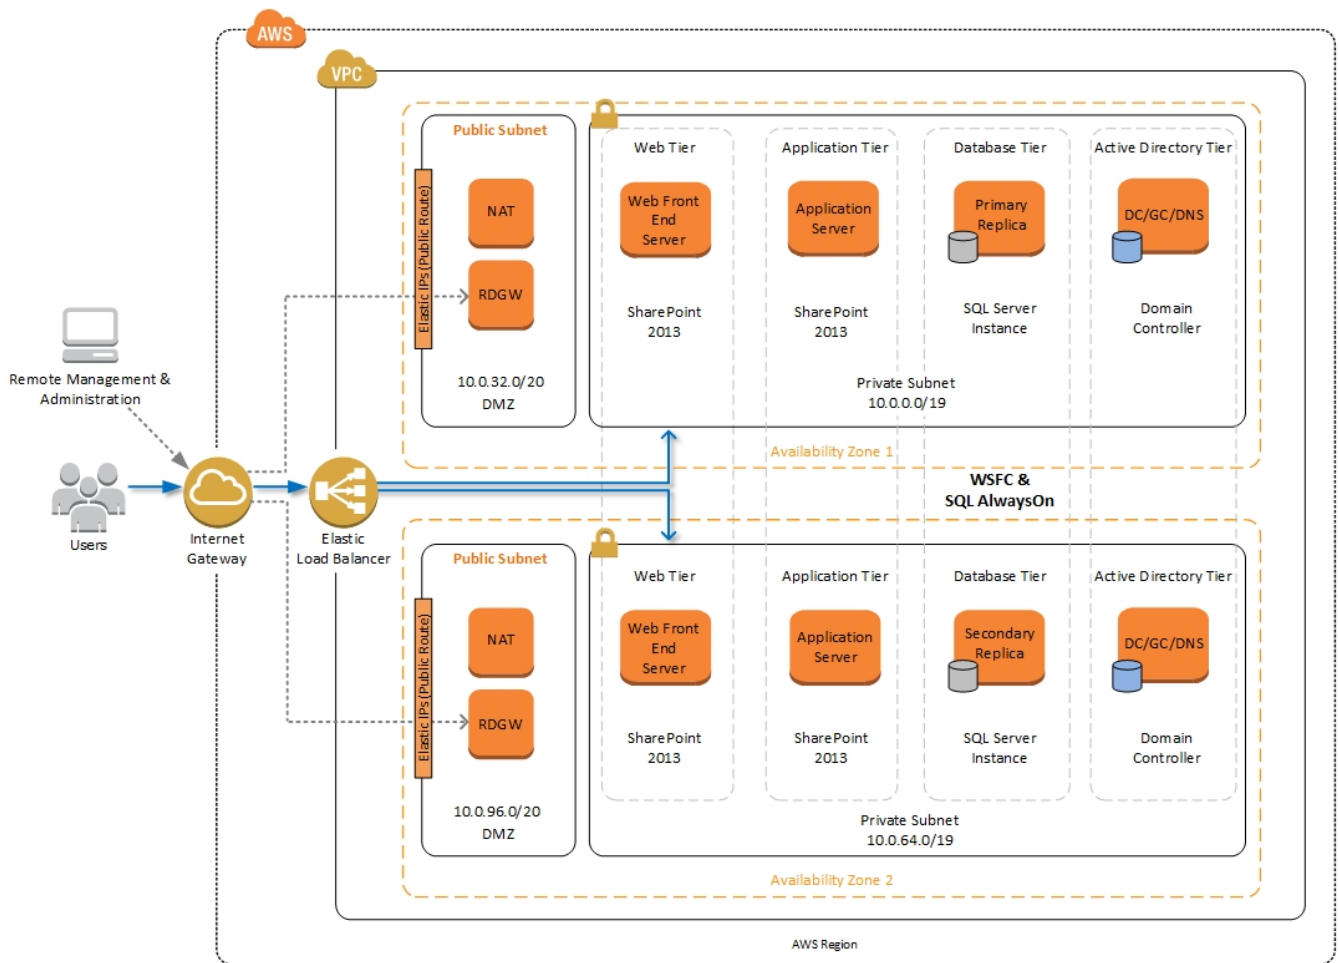 AWS
VPC
Public Subnet
Elastic IPs (Public Route)
NAT
RDGW
10.0.32.0/20
DMZ
Web Tier
Application Tier
Database Tier
Active Directory Tier
Web Front
End
Server
Application
Server
Primary
Replica
DC/GC/DNS
SharePoint
2013
SharePoint
2013
SQL Server
Instance
Domain
Controller
Private Subnet
10.0.0.0/19
Availability Zone 1
Remote Management &
Administration
Users
Internet
Gateway
Elastic
Load Balancer
WSFC &
SQL AlwaysOn
Public Subnet
Elastic IPs (Public Route)
NAT
RDGW
10.0.96.0/20
DMZ
Web Tier
Application Tier
Database Tier
Active Directory Tier
Web Front
End
Server
Application
Server
Secondary
Replica
DC/GC/DNS
SharePoint
2013
SharePoint
2013
SQL Server
Instance
Domain
Controller
Private Subnet
10.0.64.0/19
Availability Zone 2
AWS Region